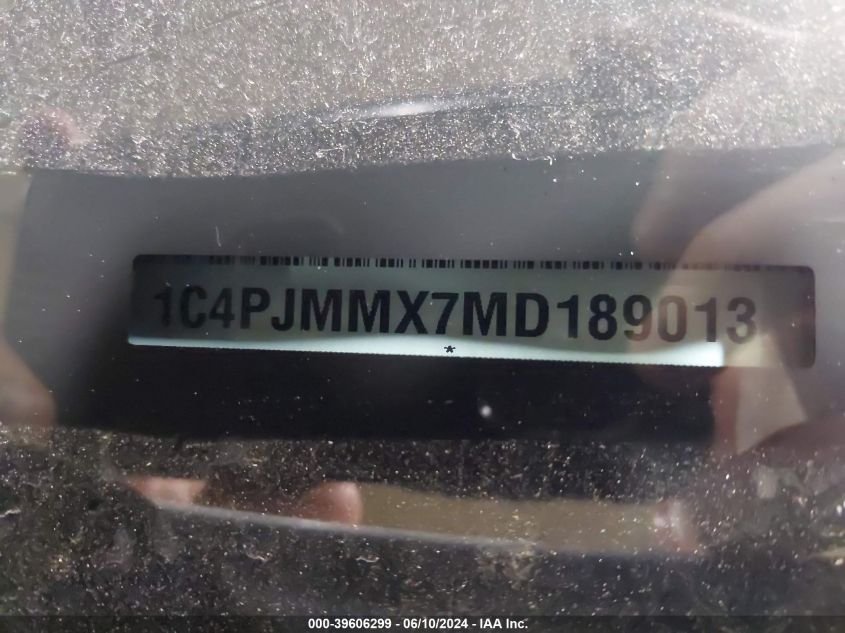 1C4PJMMX7MD189013
*
000-39606299 - 06/10/2024 - IAA Inc.